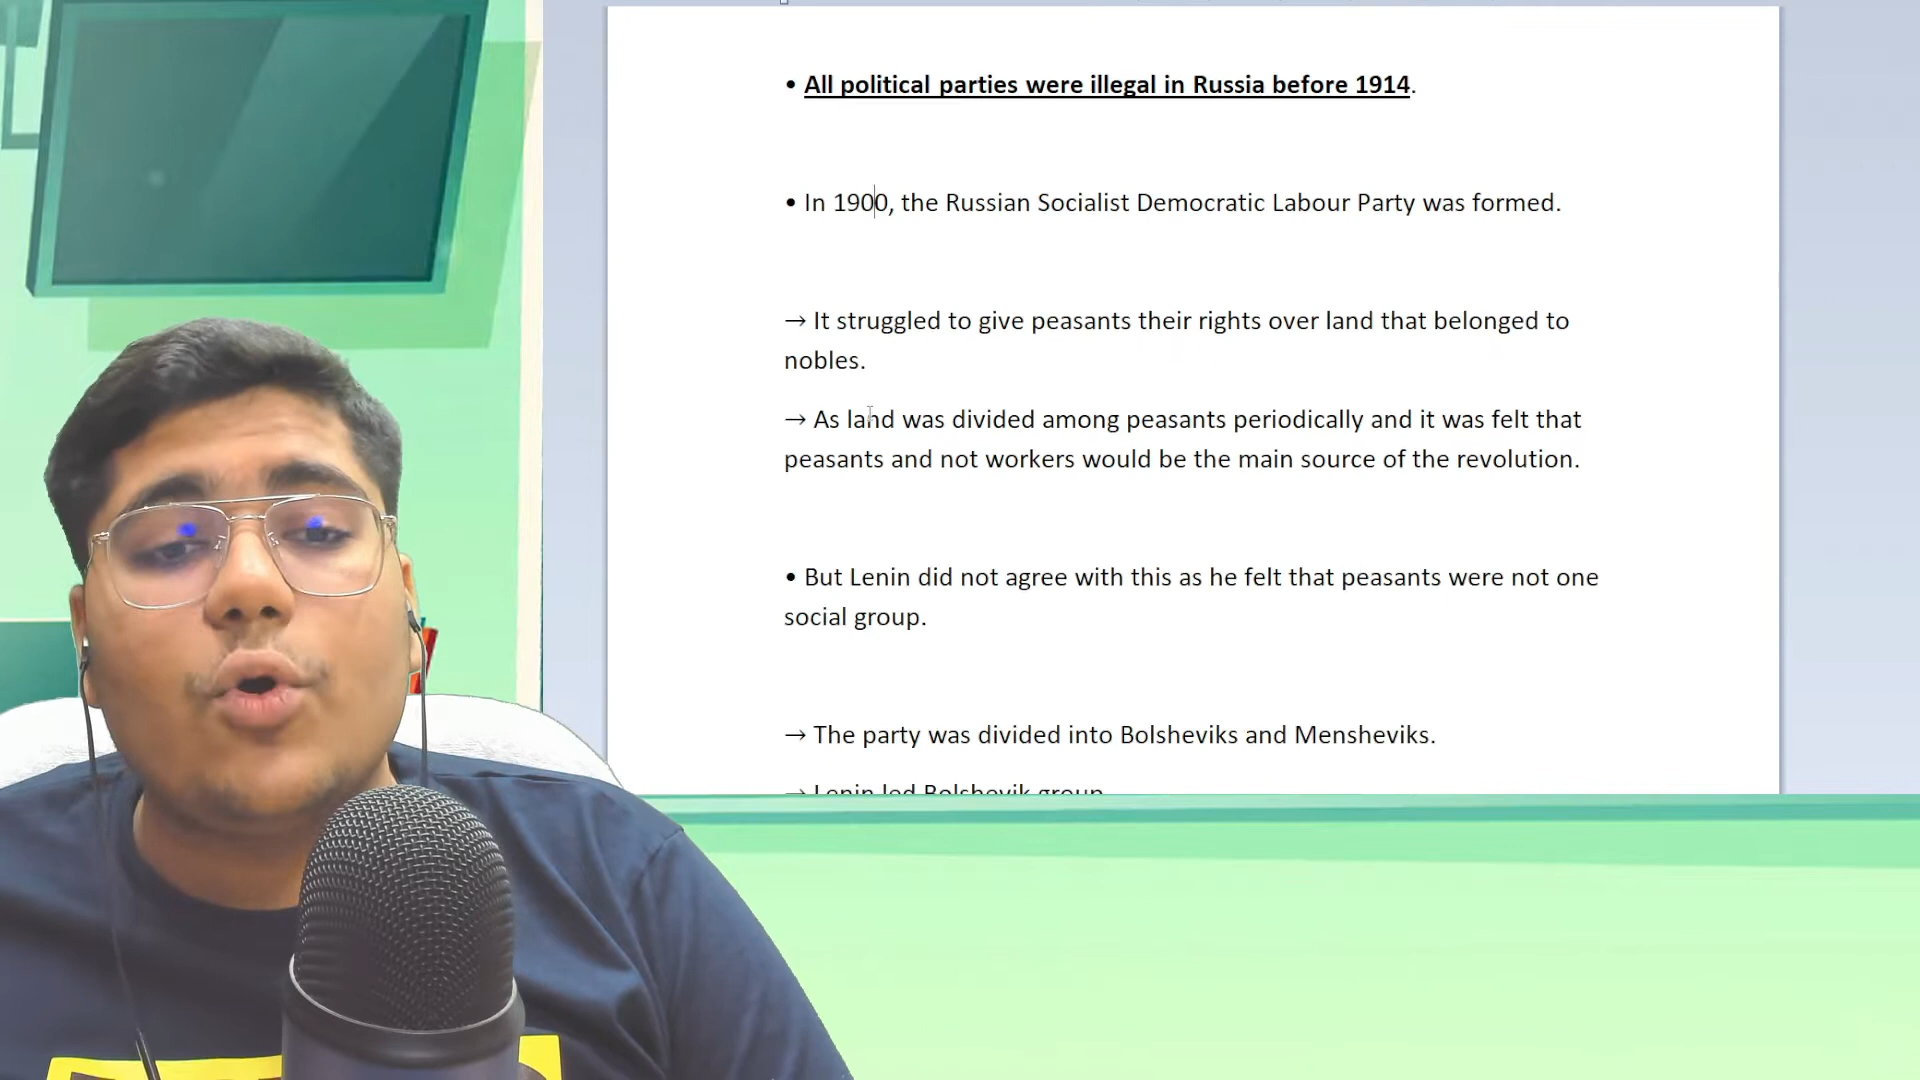 • All political parties were illegal in Russia before 1914.
• In 1900, the Russian Socialist Democratic Labour Party was formed.
→ It struggled to give peasants their rights over land that belonged to
nobles.
→ As land was divided among peasants periodically and it was felt that
peasants and not workers would be the main source of the revolution.
• But Lenin did not agree with this as he felt that peasants were not one
social group.
→ The party was divided into Bolsheviks and Mensheviks.
→ Lenin led Bolshevik group